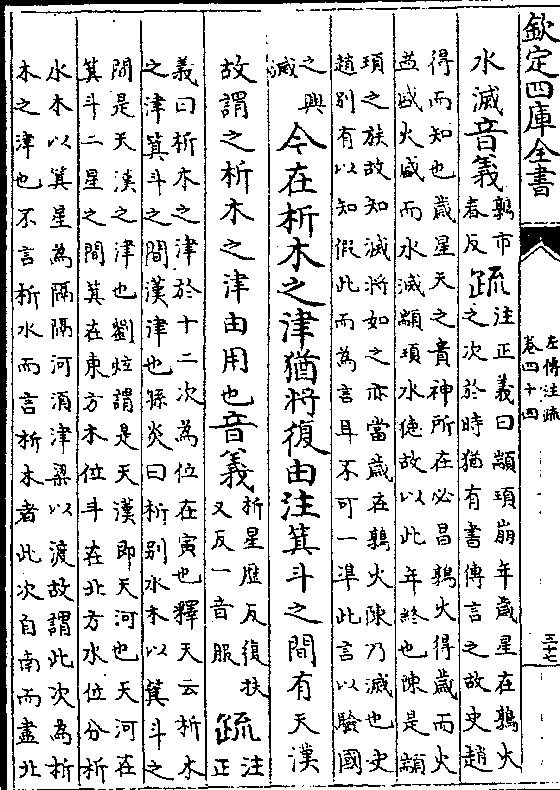 欽定四庫全書
左傳注疏
卷四十四
三十七
水滅音義鶉市
春反疏注正義曰顓頊崩年歲星在鶉火
之次於時猶有書傳言之故史趙
得而知也歲星天之貴神所在必昌鶉火得歲而火
益盛火盛而水滅顓頊水徳故以此年終也陳是顓
頊之族故知滅將如之亦當歲在鶉火陳乃滅也史
趙别有以知假此而為言耳不可一準此言以驗國
之興
滅
今在析木之津猶將復由注箕斗之間有天漢
故謂之析木之津由用也音義析星歴反復扶
又反一音服疏注
正
義曰析木之津於十二次為位在寅也釋天云析木
之津箕斗之間漢津也孫炎曰析别水木以箕斗之
間是天漢之津也劉炫謂是天漢即天河也天河在
箕斗二星之間箕在東方木位斗在北方水位分析
水木以箕星為隔隔河須津梁以渡故謂此次為析
木之津也不言析水而言析木者此次自南而盡北